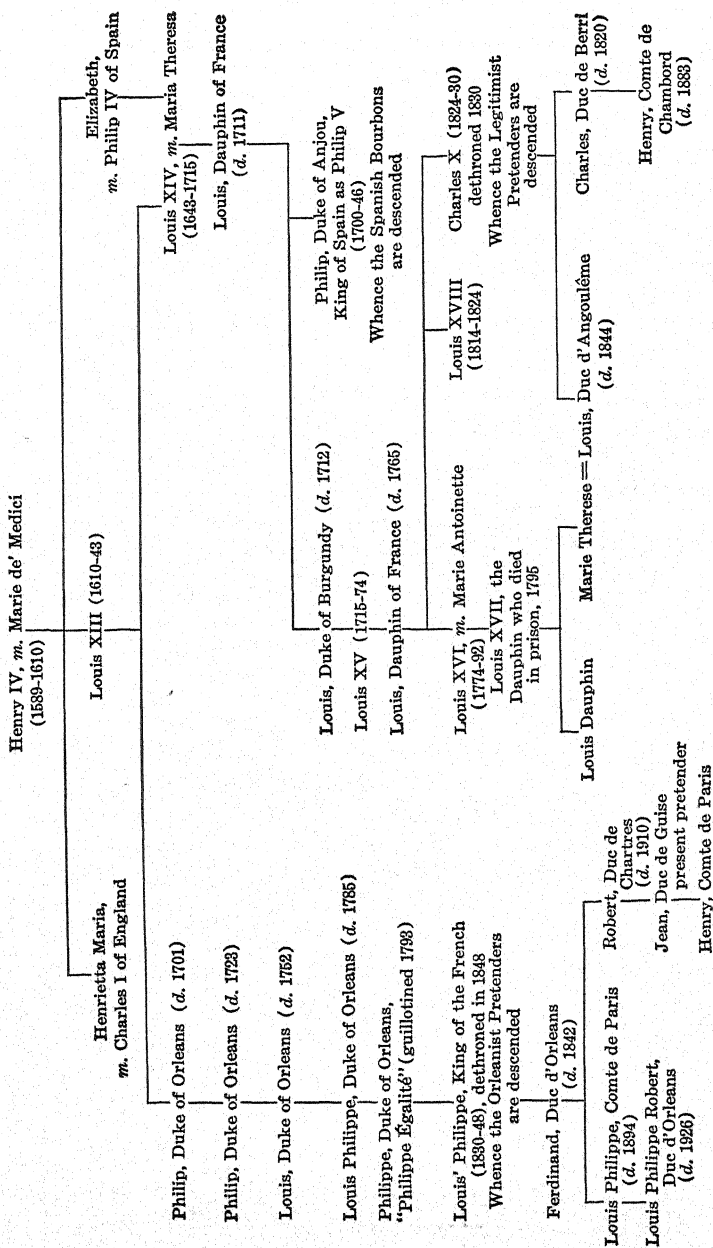 Henry IV, m. Marie de' Medici
(1589-1610)
Henrietta Maria,
m. Charles I of England
Louis XIII (1610-43)
Elizabeth,
m. Philip IV of Spain
Philip, Duke of Orleans (d. 1701)
Philip, Duke of Orleans (d. 1723)
Louis, Duke of Orleans (d. 1752)
Louis Philippe, Duke of Orleans (d. 1785)
Philippe, Duke of Orleans,
"Philippe Égalité" (guillotined 1793)
Louis' Philippe, King of the French
(1830-48), dethroned in 1848
Whence the Orleanist Pretenders
are descended
Ferdinand, Duc d'Orleans
(d. 1842)
Louis Philippe, Comte de Paris
(d. 1894)
Louis Philippe Robert,
Duc d'Orleans
(d. 1926)
Robert, Duc de
Chartres
(d. 1910)
Jean, Duc de Guise
present pretender
Henry, Comte de Paris
Louis XIV, m. Maria Theresa
(1643-1715)
Louis, Dauphin of France
(d. 1711)
Louis, Duke of Burgundy (d. 1712)
Louis XV (1715-74)
Louis, Dauphin of France (d. 1765)
Philip, Duke of Anjou,
King of Spain as Philip V
(1700-46)
Whence the Spanish Bourbons
are descended
Louis XVI, m. Marie Antoinette
(1774-92)
Louis XVII, the
Dauphin who died
in prison, 1795
Louis XVIII
(1814-1824)
Charles X (1824-30)
dethroned 1830
Whence the Legitimist
Pretenders are
descended
Louis Dauphin
Marie Therese = Louis, Duc d'Angoulême
(d. 1844)
Charles, Duc de Berri
(d. 1820)
Henry, Comte de
Chambord
(d. 1883)